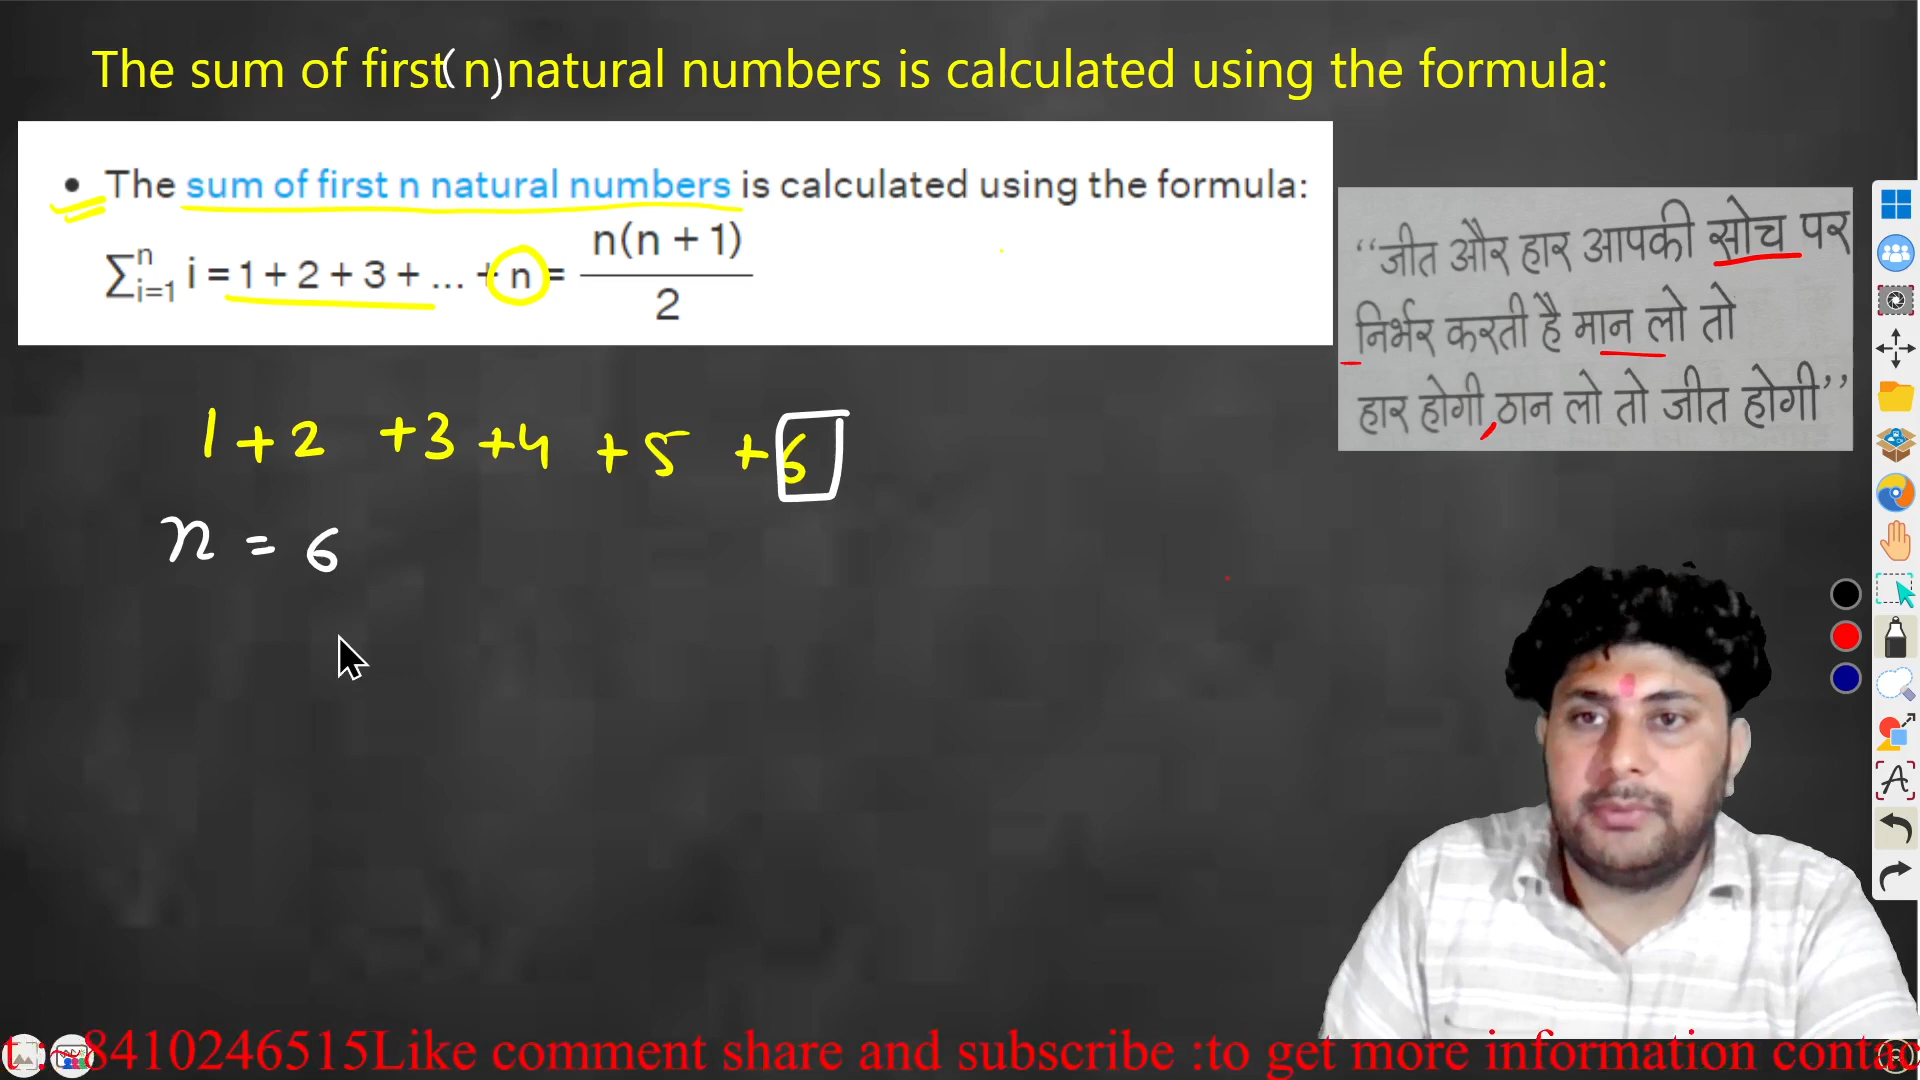 The sum of first (n) natural numbers is calculated using the formula:
• The sum of first n natural numbers is calculated using the formula:
∑ⁿᵢ₌₁ i = 1 + 2 + 3 + ... + n = n(n + 1)/2
“जीत और हार आपकी सोच पर
निर्भर करती है मान लो तो
हार होगी, ठान लो तो जीत होगी”
1 + 2 + 3 + 4 + 5 + 6
n = 6
8410246515Like comment share and subscribe :to get more information contac